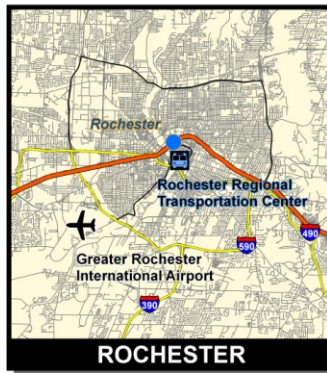 Rochester
Rochester Regional
Transportation Center
590
490
Greater Rochester
International Airport
390
ROCHESTER